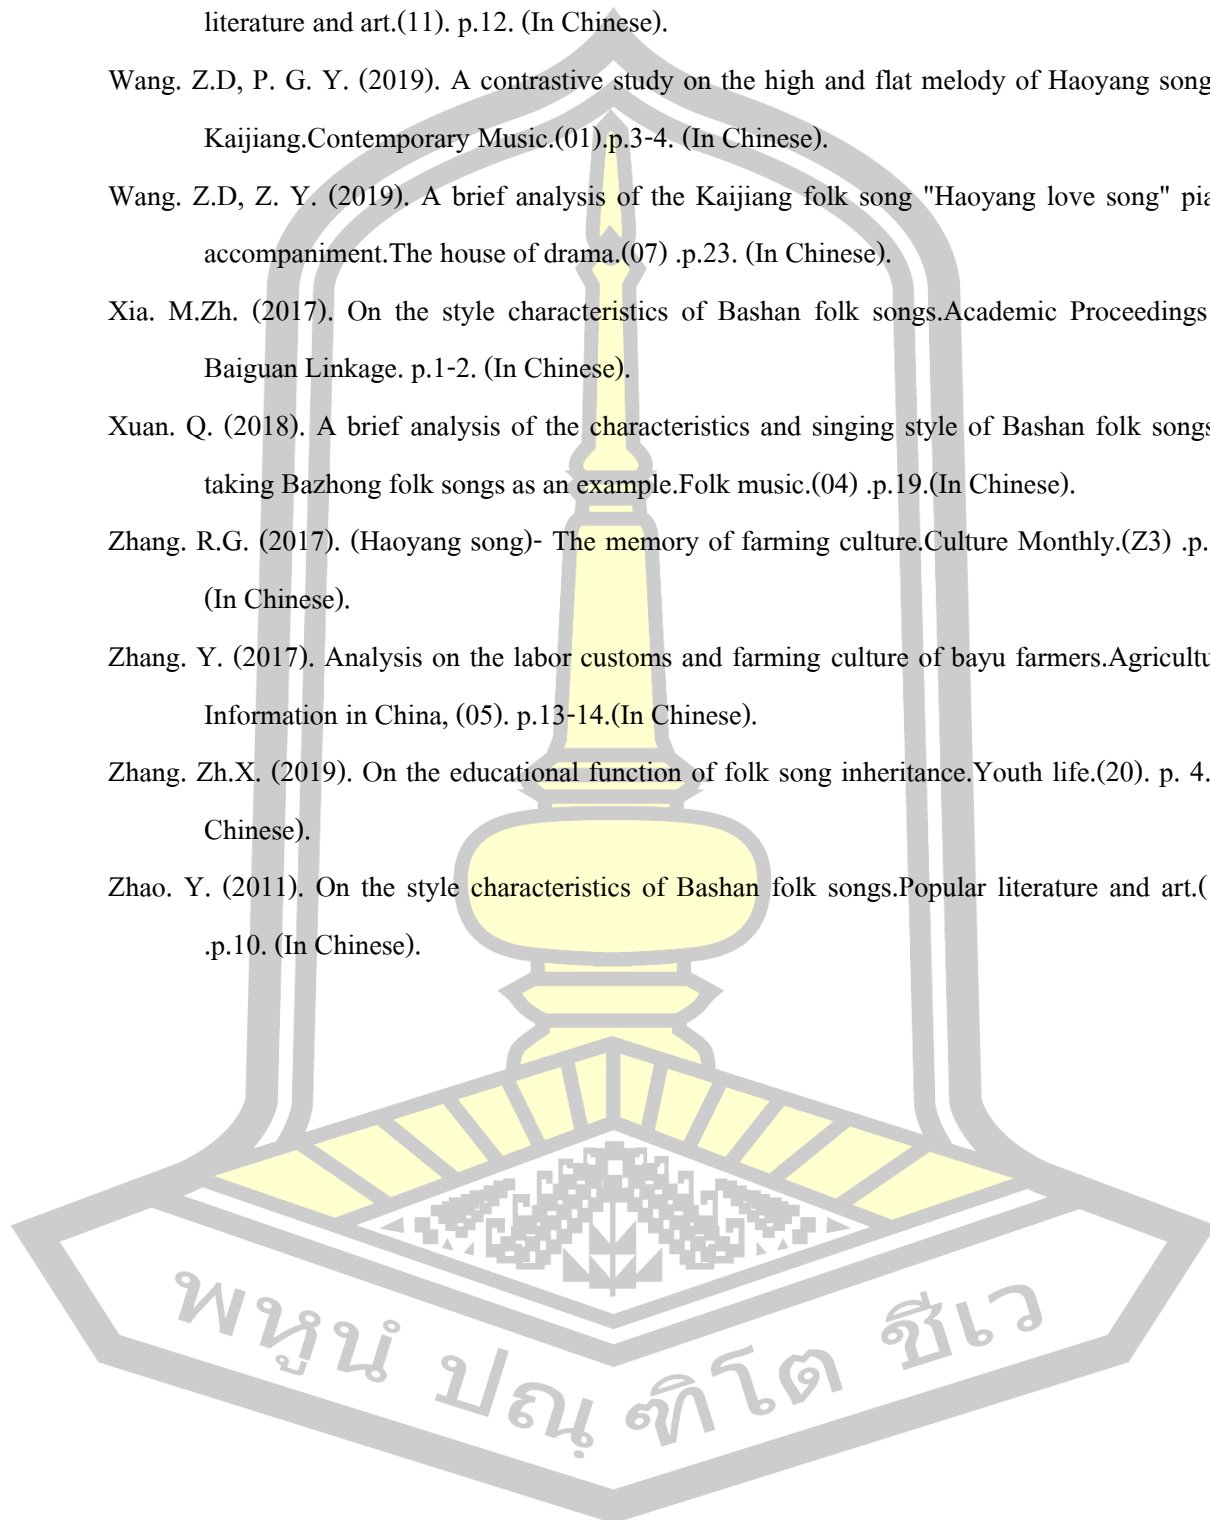 literature and art.(11). p.12. (In Chinese).
Wang. Z.D, P. G. Y. (2019). A contrastive study on the high and flat melody of Haoyang song
Kaijiang.Contemporary Music.(01).p.3-4. (In Chinese).
Wang. Z.D, Z. Y. (2019). A brief analysis of the Kaijiang folk song "Haoyang love song"
accompaniment.The house of drama.(07) .p.23. (In Chinese).
Xia. M.Zh. (2017). On the style characteristics of Bashan folk songs.Academic Proceedings
Baiguan Linkage. p.1-2. (In Chinese).
Xuan. Q. (2018). A brief analysis of the characteristics and singing style of Bashan folk songs
taking Bazhong folk songs as an example.Folk music.(04) .p.19.(In Chinese).
Zhang. R.G. (2017). (Haoyang song)- The memory of farming culture.Culture Monthly.(Z3) .p.
(In Chinese).
Zhang. Y. (2017). Analysis on the labor customs and farming culture of bayu farmers.
Information in China, (05). p.13-14.(In Chinese).
Zhang. Zh.X. (2019). On the educational function of folk song inheritance.Youth life.(20). p. 4.
Chinese).
Zhao. Y. (2011). On the style characteristics of Bashan folk songs.Popular literature and art.(
.p.10. (In Chinese).
พหูนํ ปณฺฑิโต ชีเว